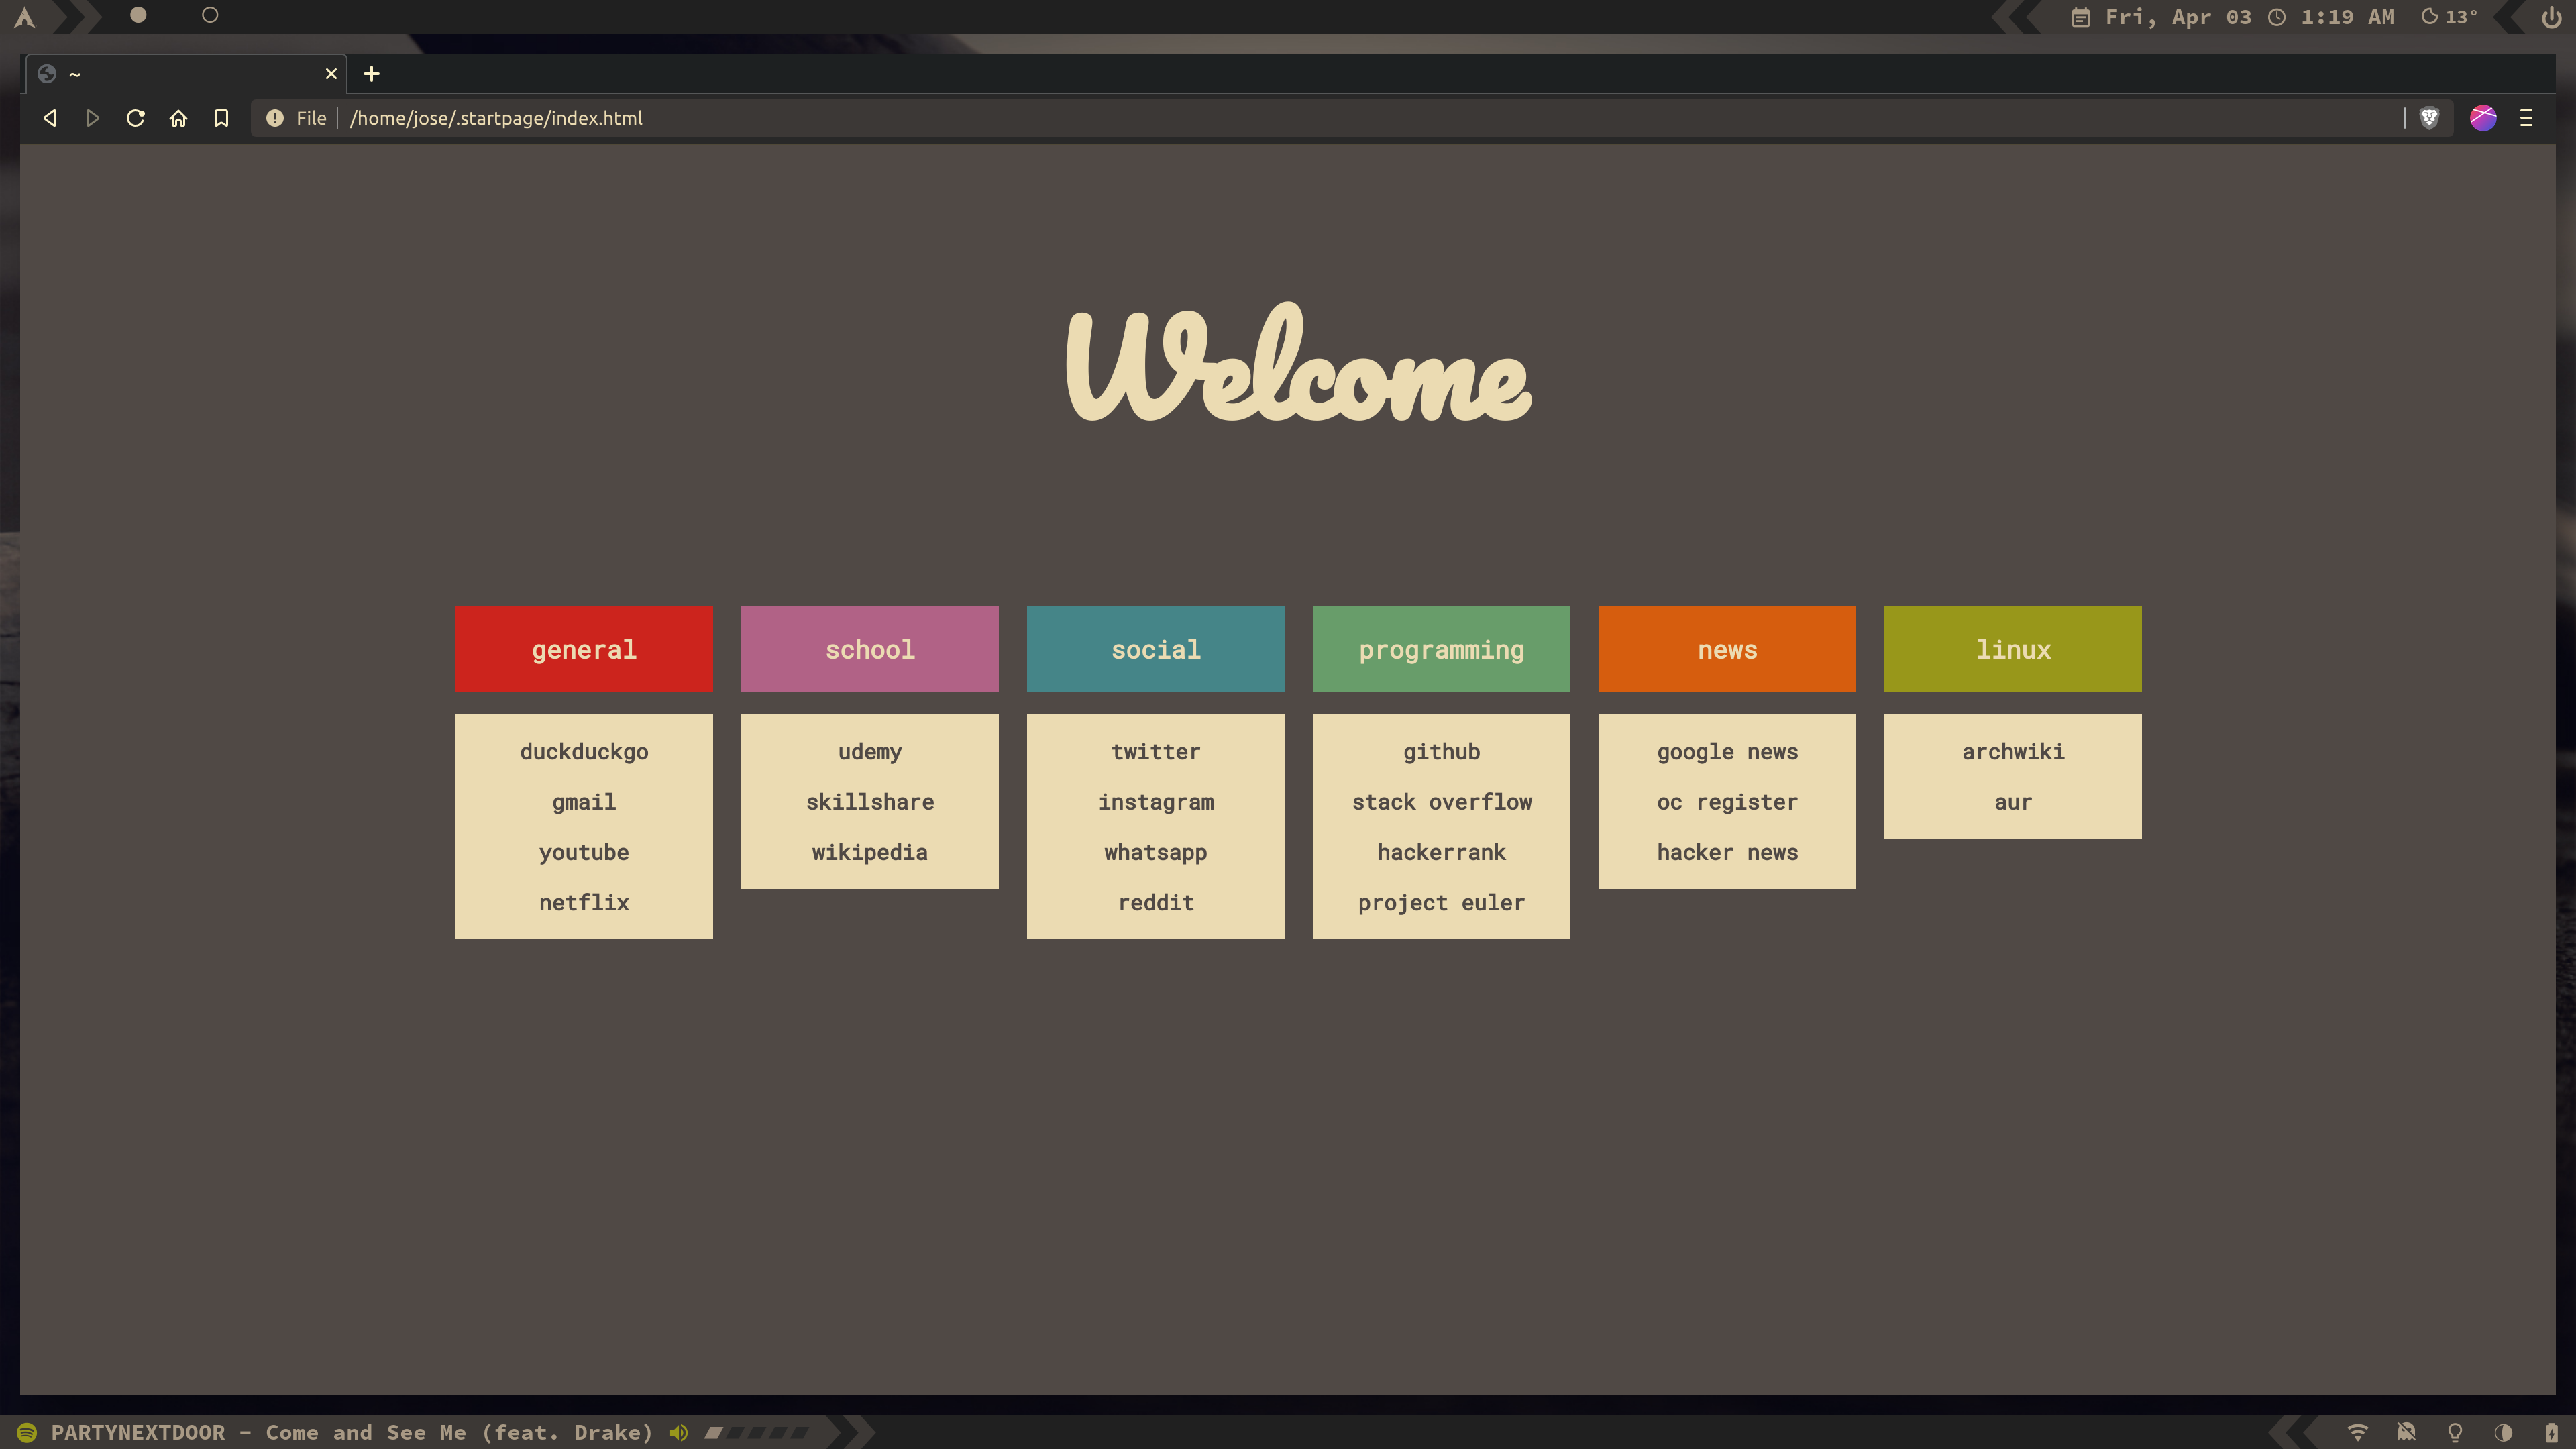 Fri, Apr 03 1:19 AM 13°
~
File /home/jose/.startpage/index.html
Welcome
general school social programming news linux
duckduckgo udemy twitter github google news archwiki
gmail skillshare instagram stack overflow oc register aur
youtube wikipedia whatsapp hackerrank hacker news
netflix reddit project euler
PARTYNEXTDOOR - Come and See Me (feat. Drake)